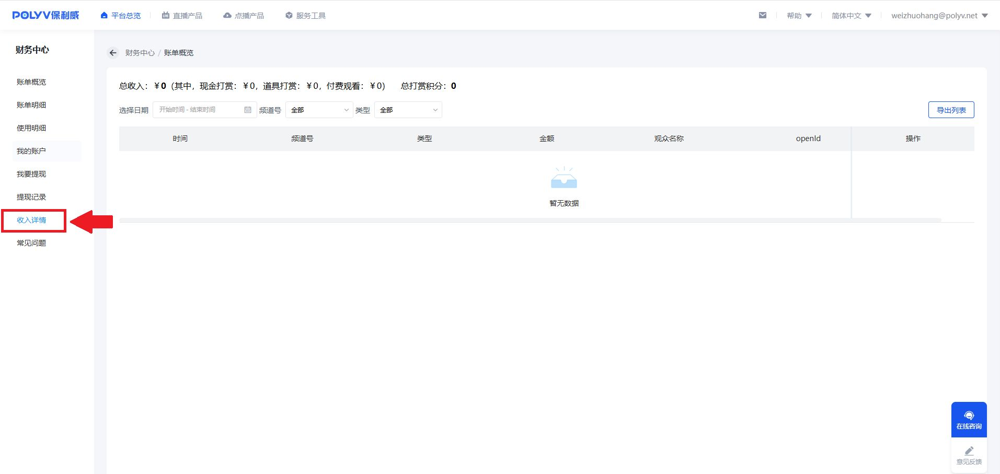 POLYV保利威 平台总览 直播产品 点播产品 服务工具 帮助 简体中文 weizhuohang@polyv.net
财务中心
账单概览
账单明细
使用明细
我的账户
我要提现
提现记录
收入详情
常见问题
财务中心 / 账单概览
总收入：¥0（其中，现金打赏：¥0，道具打赏：¥0，付费观看：¥0） 总打赏积分：0
选择日期 开始时间 - 结束时间 频道号 全部 类型 全部 导出列表
时间 频道号 类型 金额 观众名称 openId 操作
暂无数据
在线咨询
意见反馈